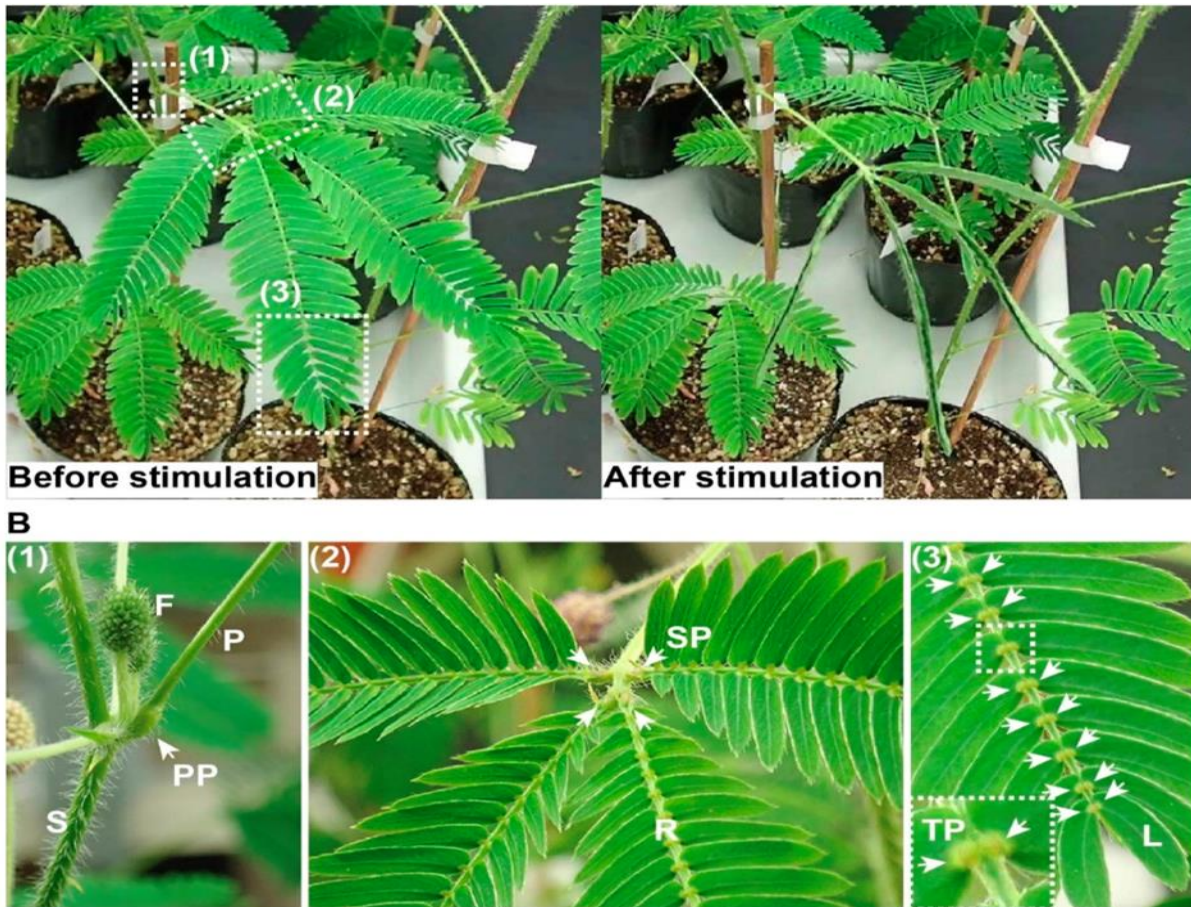 (1)
(2)
(3)
Before stimulation
After stimulation
B
(1)
F
P
PP
S
(2)
SP
R
(3)
TP
L